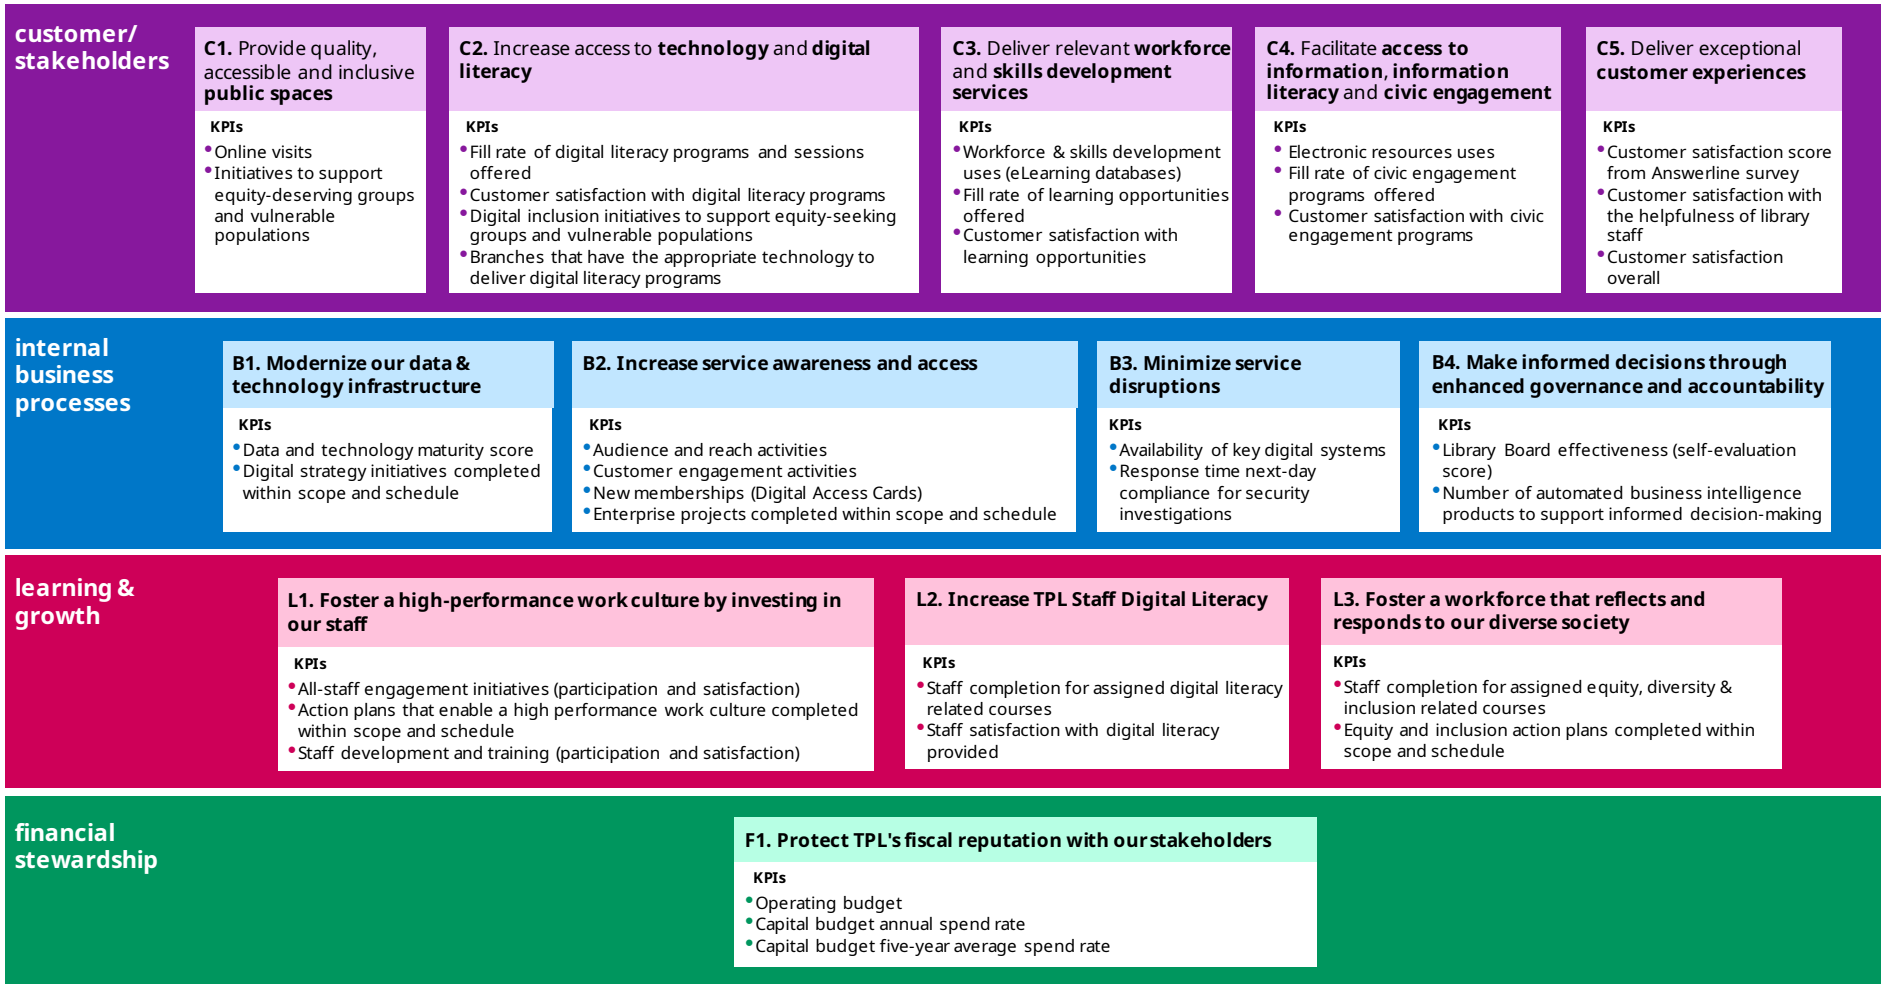 customer/
stakeholders
C1. Provide quality,
accessible and inclusive
public spaces
KPIs
•Online visits
•Initiatives to support
equity-deserving groups
and vulnerable
populations
C2. Increase access to technology and digital
literacy
KPIs
•Fill rate of digital literacy programs and sessions
offered
•Customer satisfaction with digital literacy programs
•Digital inclusion initiatives to support equity-seeking
groups and vulnerable populations
•Branches that have the appropriate technology to
deliver digital literacy programs
C3. Deliver relevant workforce
and skills development
services
KPIs
•Workforce & skills development
uses (eLearning databases)
•Fill rate of learning opportunities
offered
•Customer satisfaction with
learning opportunities
C4. Facilitate access to
information, information
literacy and civic engagement
KPIs
• Electronic resources uses
• Fill rate of civic engagement
programs offered
• Customer satisfaction with civic
engagement programs
C5. Deliver exceptional
customer experiences
KPIs
•Customer satisfaction score
from Answerline survey
•Customer satisfaction with
the helpfulness of library
staff
•Customer satisfaction
overall
internal
business
processes
B1. Modernize our data &
technology infrastructure
KPIs
•Data and technology maturity score
•Digital strategy initiatives completed
within scope and schedule
B2. Increase service awareness and access
KPIs
•Audience and reach activities
•Customer engagement activities
•New memberships (Digital Access Cards)
•Enterprise projects completed within scope and schedule
B3. Minimize service
disruptions
KPIs
•Availability of key digital systems
•Response time next-day
compliance for security
investigations
B4. Make informed decisions through
enhanced governance and accountability
KPIs
•Library Board effectiveness (self-evaluation
score)
•Number of automated business intelligence
products to support informed decision-making
learning &
growth
L1. Foster a high-performance work culture by investing in
our staff
KPIs
•All-staff engagement initiatives (participation and satisfaction)
•Action plans that enable a high performance work culture completed
within scope and schedule
•Staff development and training (participation and satisfaction)
L2. Increase TPL Staff Digital Literacy
KPIs
•Staff completion for assigned digital literacy
related courses
•Staff satisfaction with digital literacy
provided
L3. Foster a workforce that reflects and
responds to our diverse society
KPIs
•Staff completion for assigned equity, diversity &
inclusion related courses
•Equity and inclusion action plans completed within
scope and schedule
financial
stewardship
F1. Protect TPL's fiscal reputation with our stakeholders
KPIs
•Operating budget
•Capital budget annual spend rate
•Capital budget five-year average spend rate